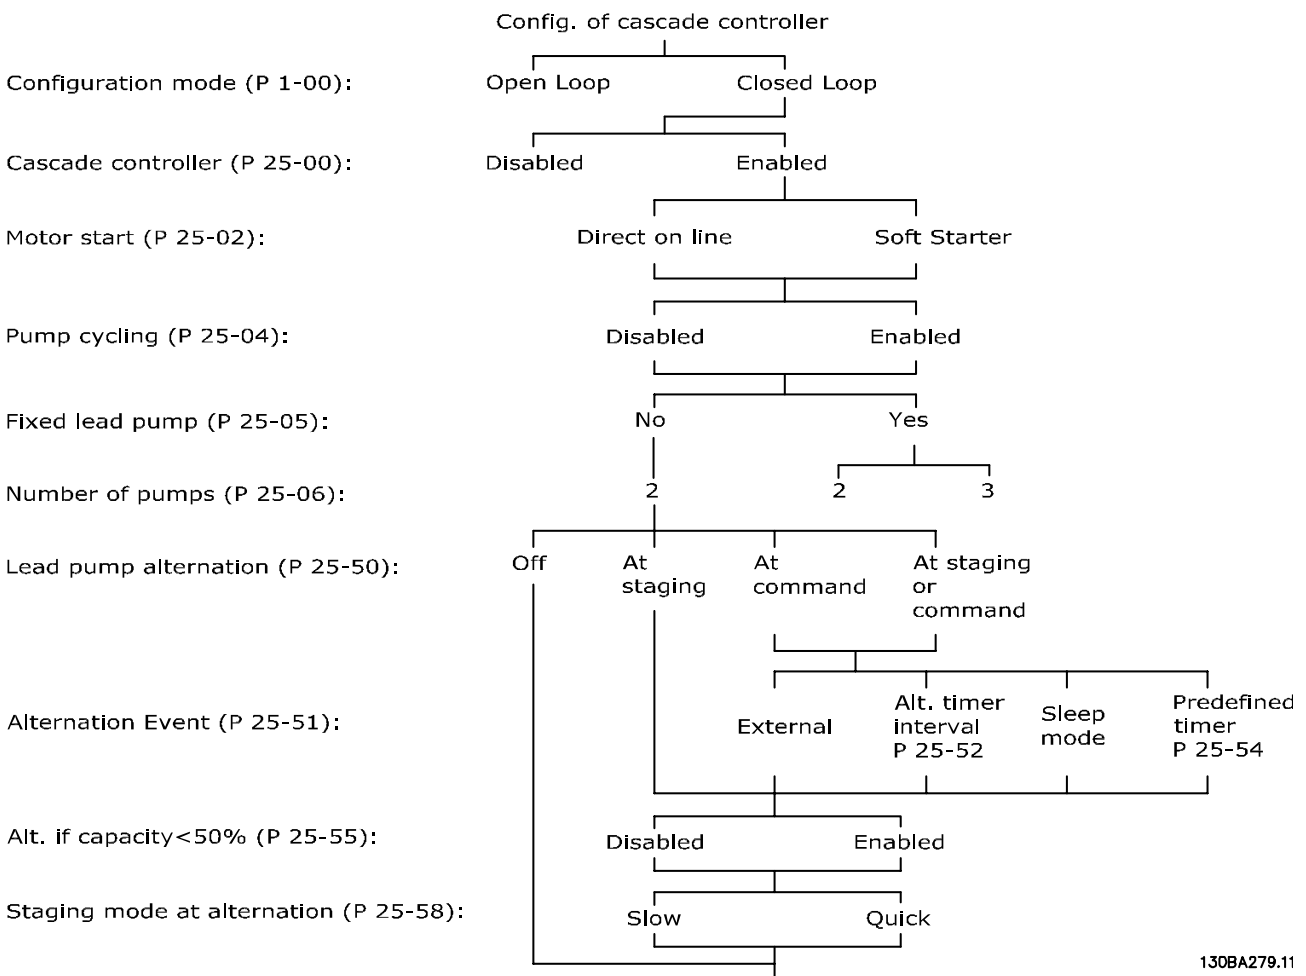 Config. of cascade controller
Configuration mode (P 1-00): Open Loop Closed Loop
Cascade controller (P 25-00): Disabled Enabled
Motor start (P 25-02): Direct on line Soft Starter
Pump cycling (P 25-04): Disabled Enabled
Fixed lead pump (P 25-05): No Yes
Number of pumps (P 25-06): 2 2 3
Lead pump alternation (P 25-50): Off At staging At command At staging or command
Alternation Event (P 25-51): External Alt. timer interval P 25-52 Sleep mode Predefined timer P 25-54
Alt. if capacity<50% (P 25-55): Disabled Enabled
Staging mode at alternation (P 25-58): Slow Quick
130BA279.11